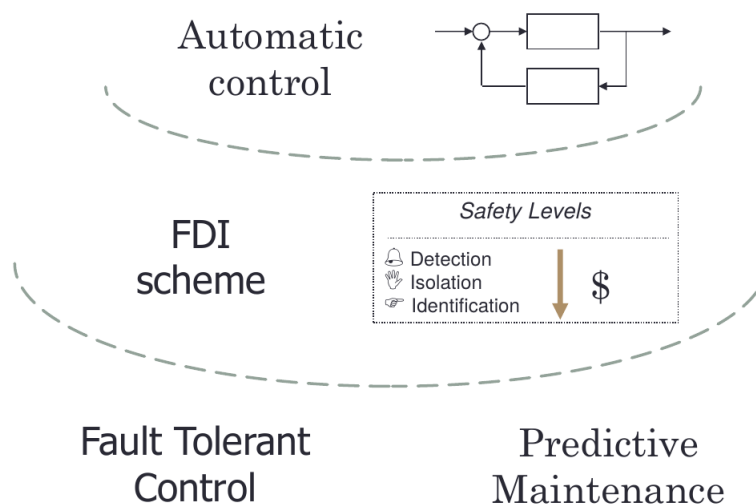 Automatic
control
FDI
scheme
Safety Levels
Detection
Isolation
Identification
$
Fault Tolerant
Control
Predictive
Maintenance